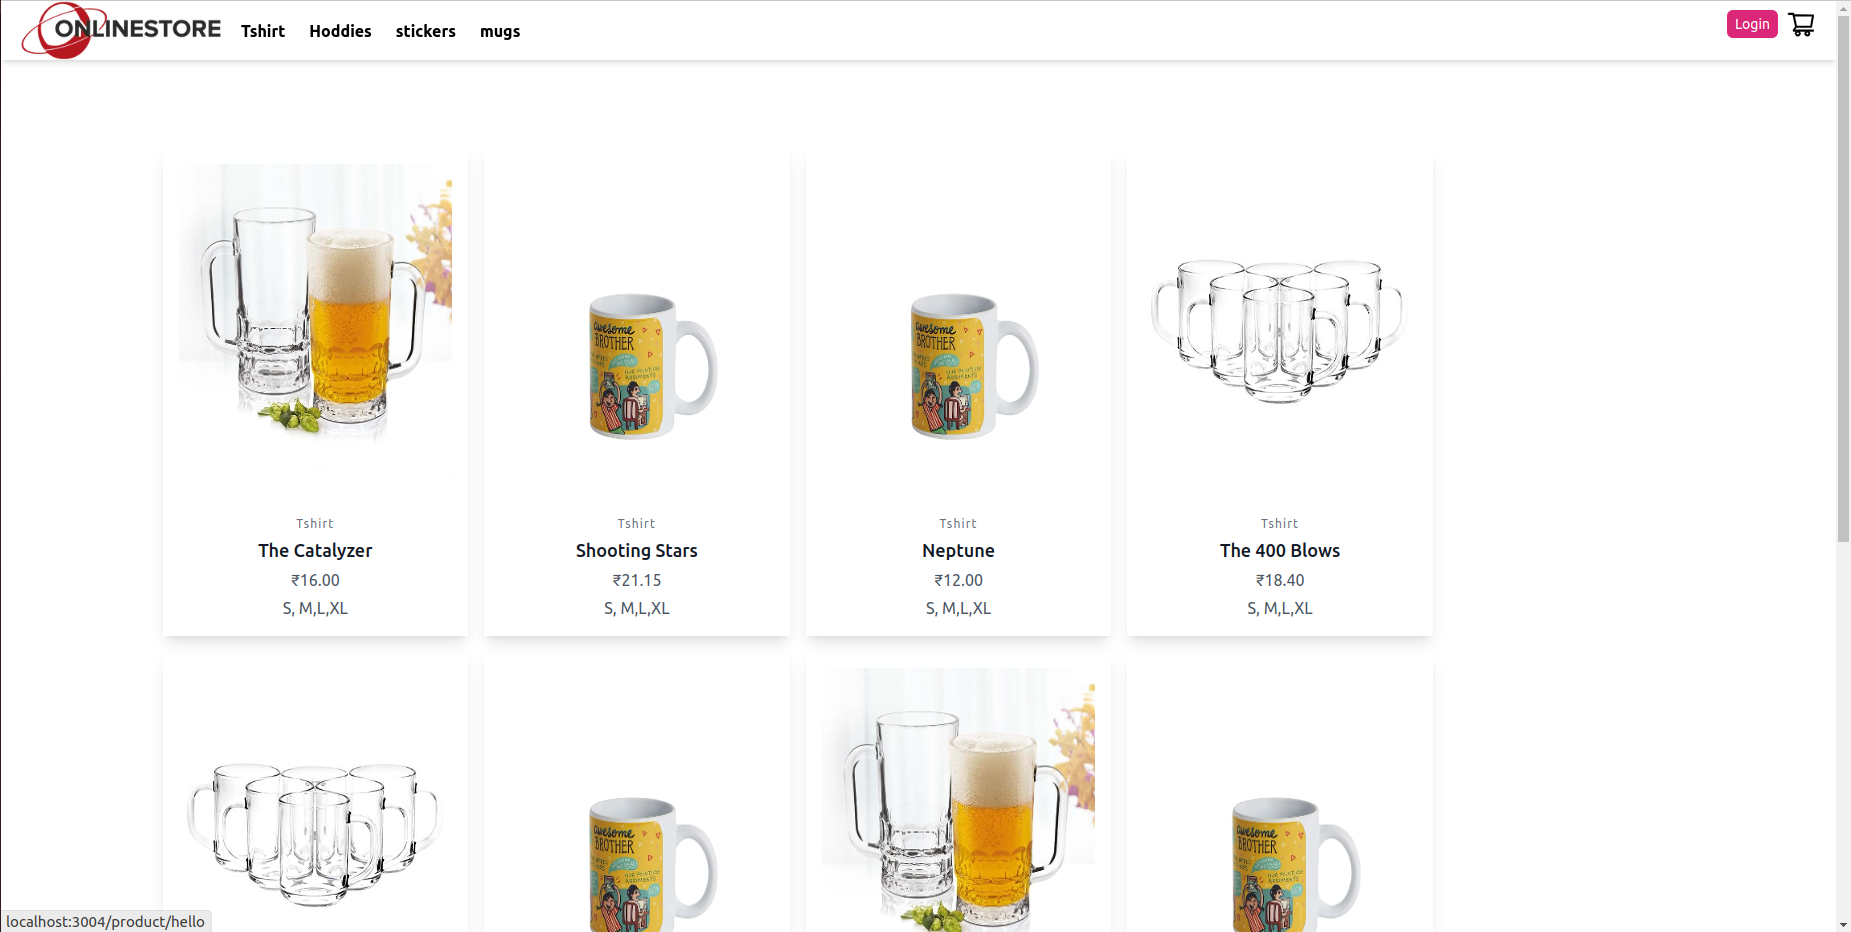 ONLINESTORE Tshirt Hoddies stickers mugs Login
awesome BROTHER
awesome BROTHER
Tshirt Tshirt Tshirt Tshirt
The Catalyzer Shooting Stars Neptune The 400 Blows
₹16.00 ₹21.15 ₹12.00 ₹18.40
S, M,L,XL S, M,L,XL S, M,L,XL S, M,L,XL
awesome BROTHER
awesome BROTHER
localhost:3004/product/hello